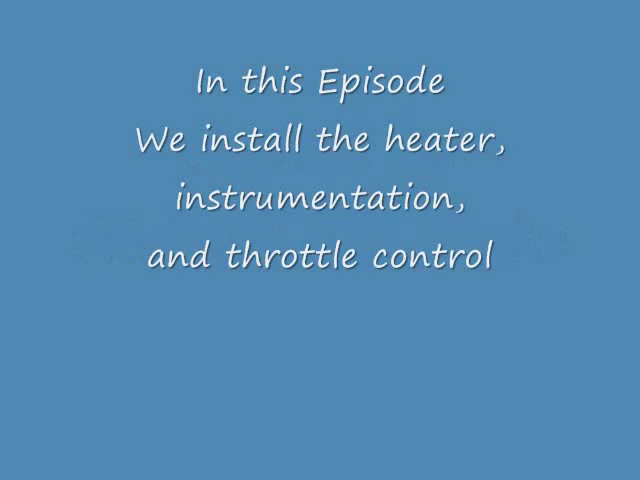 In this Episode
We install the heater,
instrumentation,
and throttle control